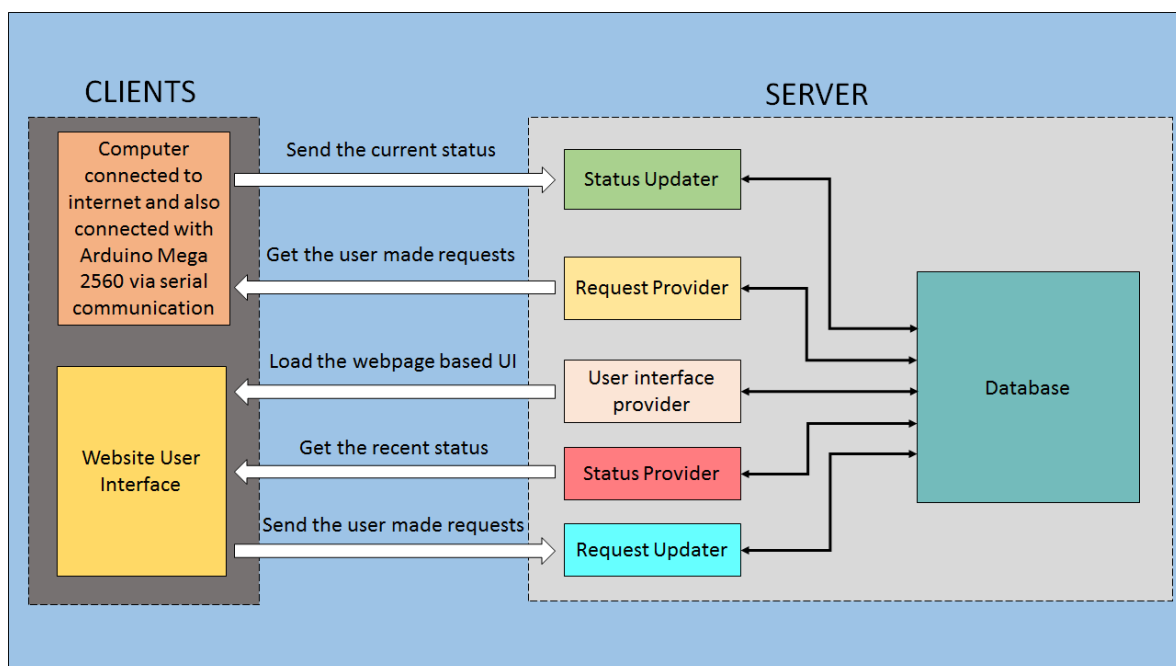 CLIENTS
SERVER
Computer
connected to
internet and also
connected with
Arduino Mega
2560 via serial
communication
Send the current status
Status Updater
Get the user made requests
Request Provider
Load the webpage based UI
User interface
provider
Database
Website User
Interface
Get the recent status
Status Provider
Send the user made requests
Request Updater